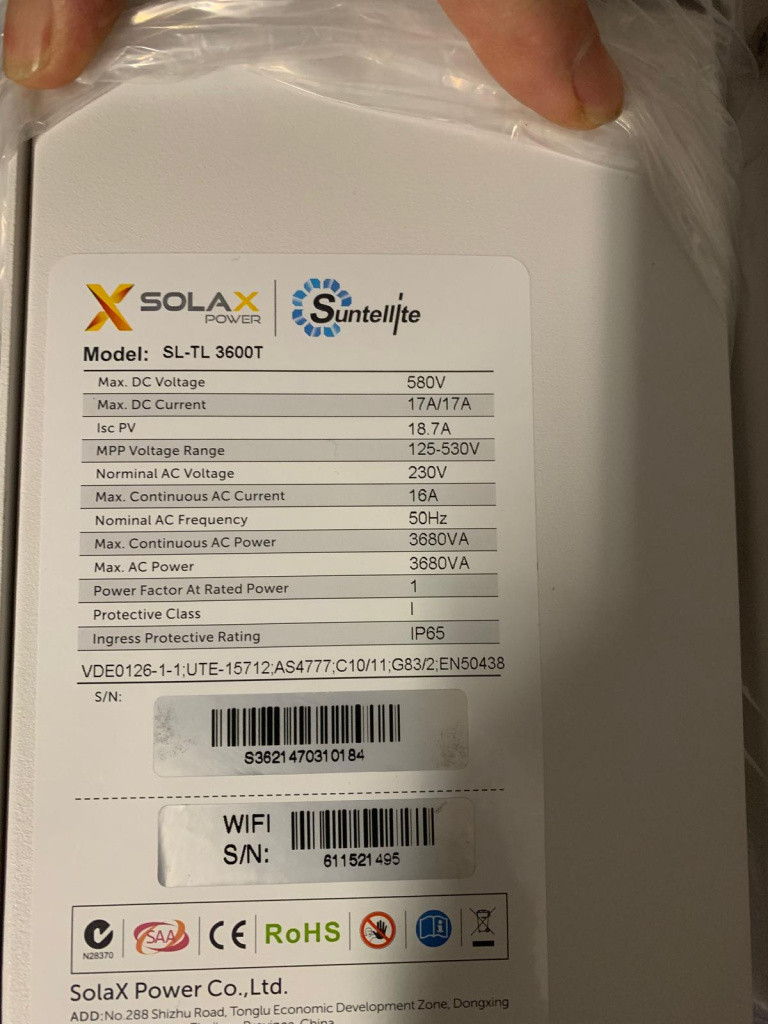 SOLAX POWER Suntellite
Model: SL-TL 3600T
Max. DC Voltage 580V
Max. DC Current 17A/17A
Isc PV 18.7A
MPP Voltage Range 125-530V
Norminal AC Voltage 230V
Max. Continuous AC Current 16A
Nominal AC Frequency 50Hz
Max. Continuous AC Power 3680VA
Max. AC Power 3680VA
Power Factor At Rated Power 1
Protective Class I
Ingress Protective Rating IP65
VDE0126-1-1;UTE-15712;AS4777;C10/11;G83/2;EN50438
S/N:
S3621470310184
WIFI
S/N:
611521495
N28370 SAA CE RoHS
SolaX Power Co.,Ltd.
ADD:No.288 Shizhu Road, Tonglu Economic Development Zone, Dongxing
Province, China